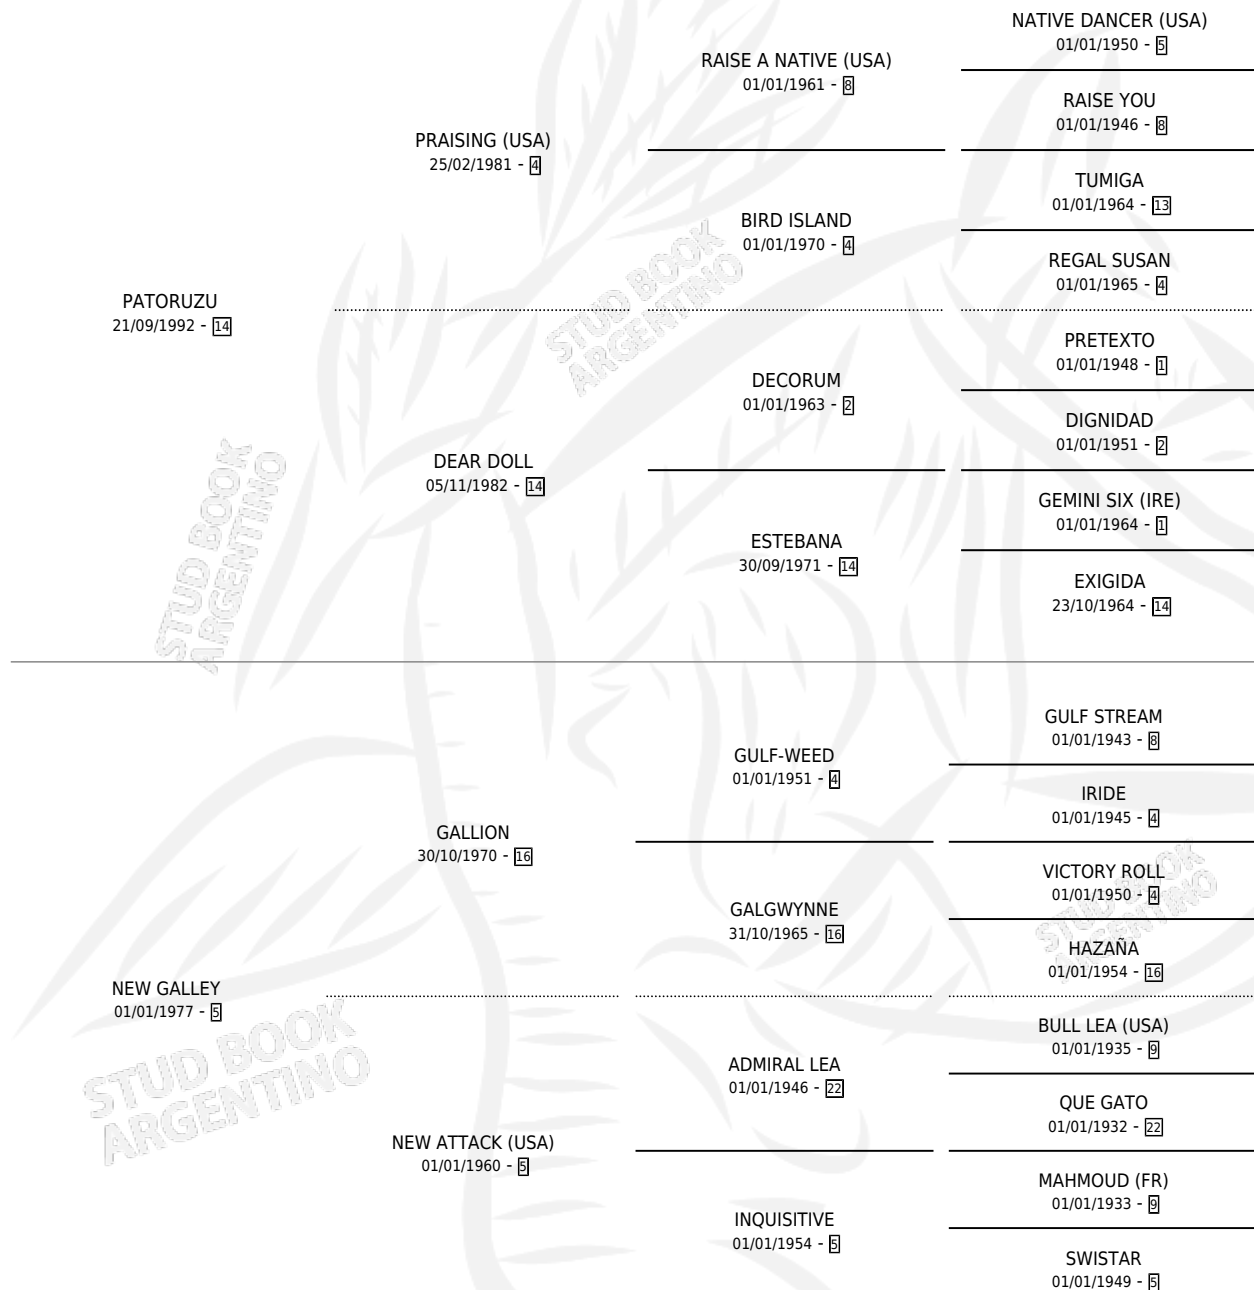 NATIVE DANCER (USA)
01/01/1950 - 5
RAISE A NATIVE (USA)
01/01/1961 - 8
RAISE YOU
01/01/1946 - 8
PRAISING (USA)
25/02/1981 - 4
TUMIGA
01/01/1964 - 13
BIRD ISLAND
01/01/1970 - 4
REGAL SUSAN
01/01/1965 - 4
PATORUZU
21/09/1992 - 14
PRETEXTO
01/01/1948 - 1
DECORUM
01/01/1963 - 2
DIGNIDAD
01/01/1951 - 2
DEAR DOLL
05/11/1982 - 14
GEMINI SIX (IRE)
01/01/1964 - 1
ESTEBANA
30/09/1971 - 14
EXIGIDA
23/10/1964 - 14
GULF STREAM
01/01/1943 - 8
GULF-WEED
01/01/1951 - 4
IRIDE
01/01/1945 - 4
GALLION
30/10/1970 - 16
VICTORY ROLL
01/01/1950 - 4
GALGWYNNE
31/10/1965 - 16
HAZAÑA
01/01/1954 - 16
NEW GALLEY
01/01/1977 - 5
BULL LEA (USA)
01/01/1935 - 9
ADMIRAL LEA
01/01/1946 - 22
QUE GATO
01/01/1932 - 22
NEW ATTACK (USA)
01/01/1960 - 5
MAHMOUD (FR)
01/01/1933 - 9
INQUISITIVE
01/01/1954 - 5
SWISTAR
01/01/1949 - 5
STUD BOOK
ARGENTINO
STUD BOOK
ARGENTINO
STUD BOOK
ARGENTINO
STUD BOOK
ARGENTINO